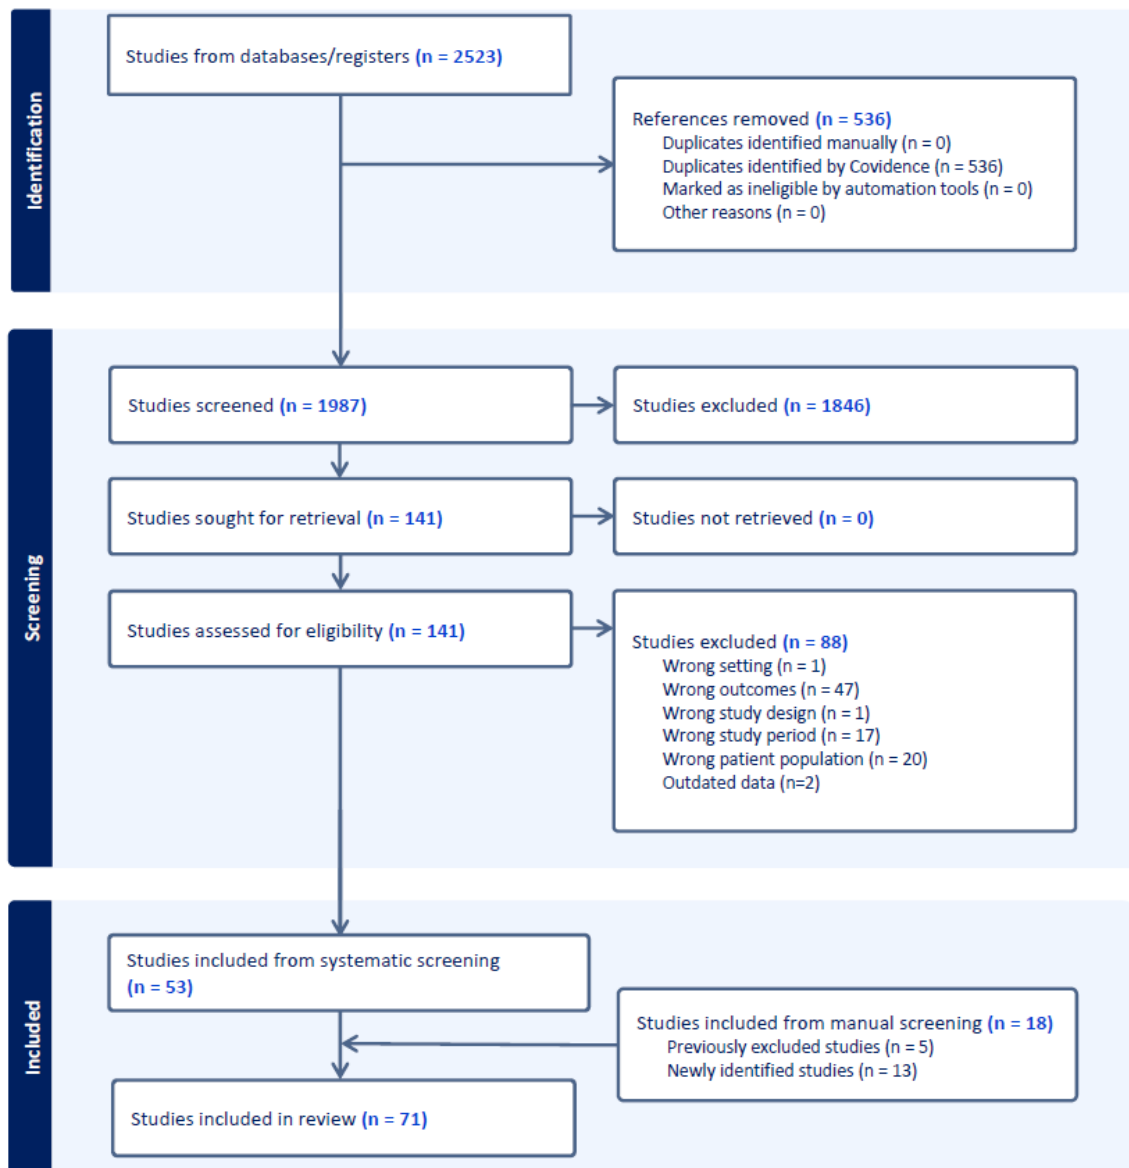 Identification
Studies from databases/registers (n = 2523)
References removed (n = 536)
Duplicates identified manually (n = 0)
Duplicates identified by Covidence (n = 536)
Marked as ineligible by automation tools (n = 0)
Other reasons (n = 0)
Screening
Studies screened (n = 1987)
Studies excluded (n = 1846)
Studies sought for retrieval (n = 141)
Studies not retrieved (n = 0)
Studies assessed for eligibility (n = 141)
Studies excluded (n = 88)
Wrong setting (n = 1)
Wrong outcomes (n = 47)
Wrong study design (n = 1)
Wrong study period (n = 17)
Wrong patient population (n = 20)
Outdated data (n=2)
Included
Studies included from systematic screening
(n = 53)
Studies included from manual screening (n = 18)
Previously excluded studies (n = 5)
Newly identified studies (n = 13)
Studies included in review (n = 71)